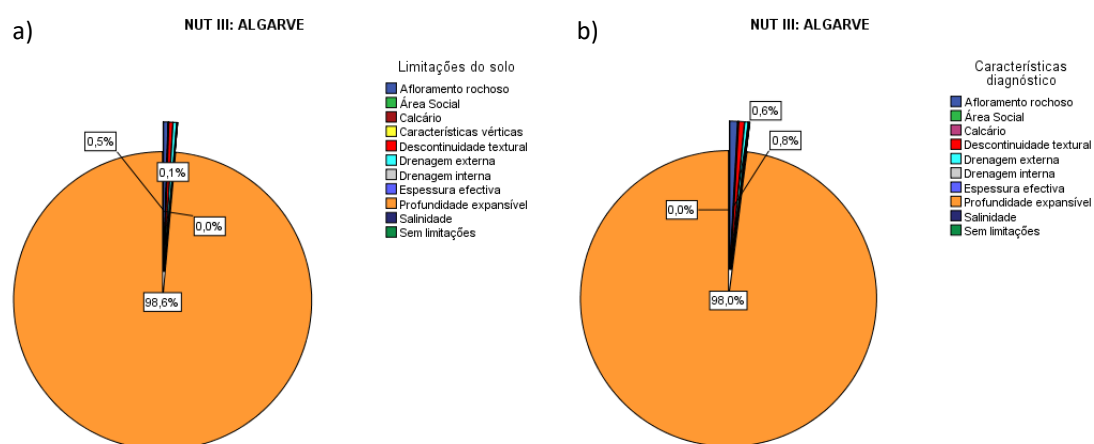 a)
NUT III: ALGARVE
Limitações do solo
Afloramento rochoso
Área Social
Calcário
Características vérticas
Descontinuidade textural
Drenagem externa
Drenagem interna
Espessura efectiva
Profundidade expansível
Salinidade
Sem limitações
0,5%
0,1%
0,0%
98,6%
b)
NUT III: ALGARVE
Características
diagnóstico
Afloramento rochoso
Área Social
Calcário
Descontinuidade textural
Drenagem externa
Drenagem interna
Espessura efectiva
Profundidade expansível
Salinidade
Sem limitações
0,6%
0,8%
0,0%
98,0%